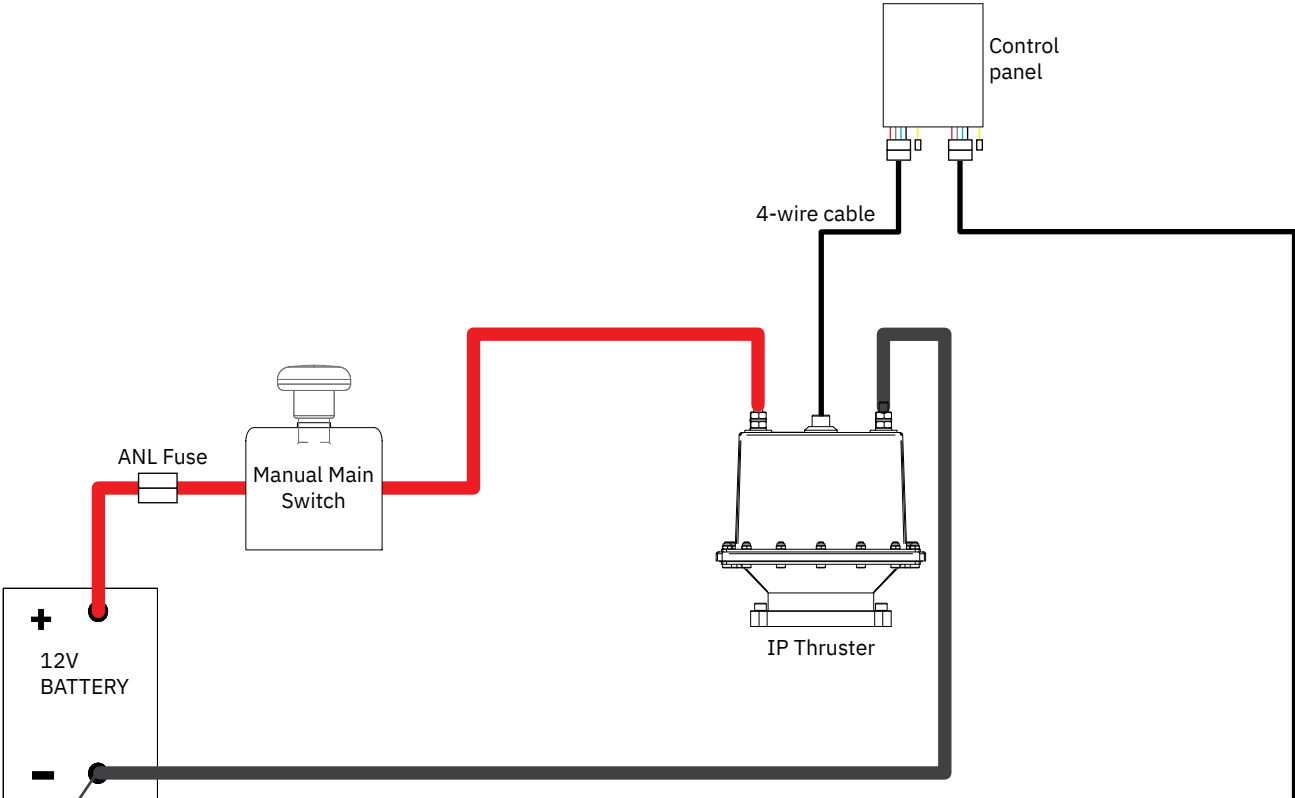 Control
panel
4-wire cable
ANL Fuse
Manual Main
Switch
IP Thruster
+
12V
BATTERY
-